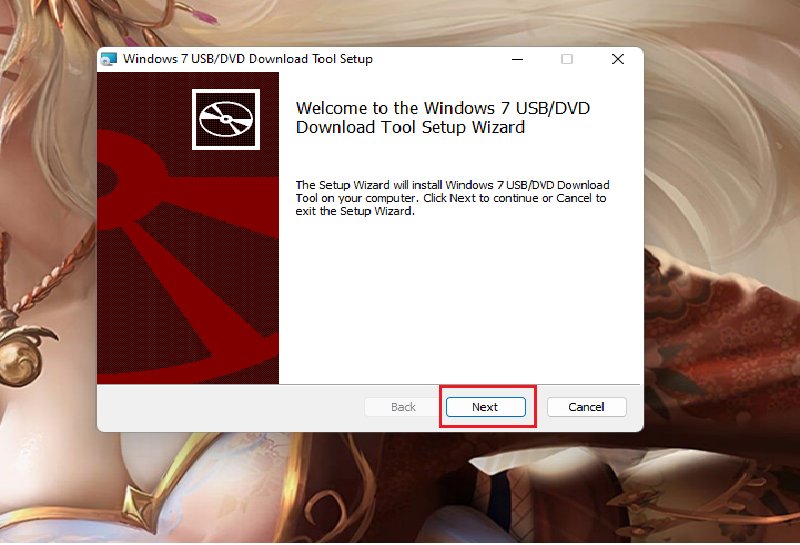 Windows 7 USB/DVD Download Tool Setup
Welcome to the Windows 7 USB/DVD
Download Tool Setup Wizard
The Setup Wizard will install Windows 7 USB/DVD Download
Tool on your computer. Click Next to continue or Cancel to
exit the Setup Wizard.
Back Next Cancel